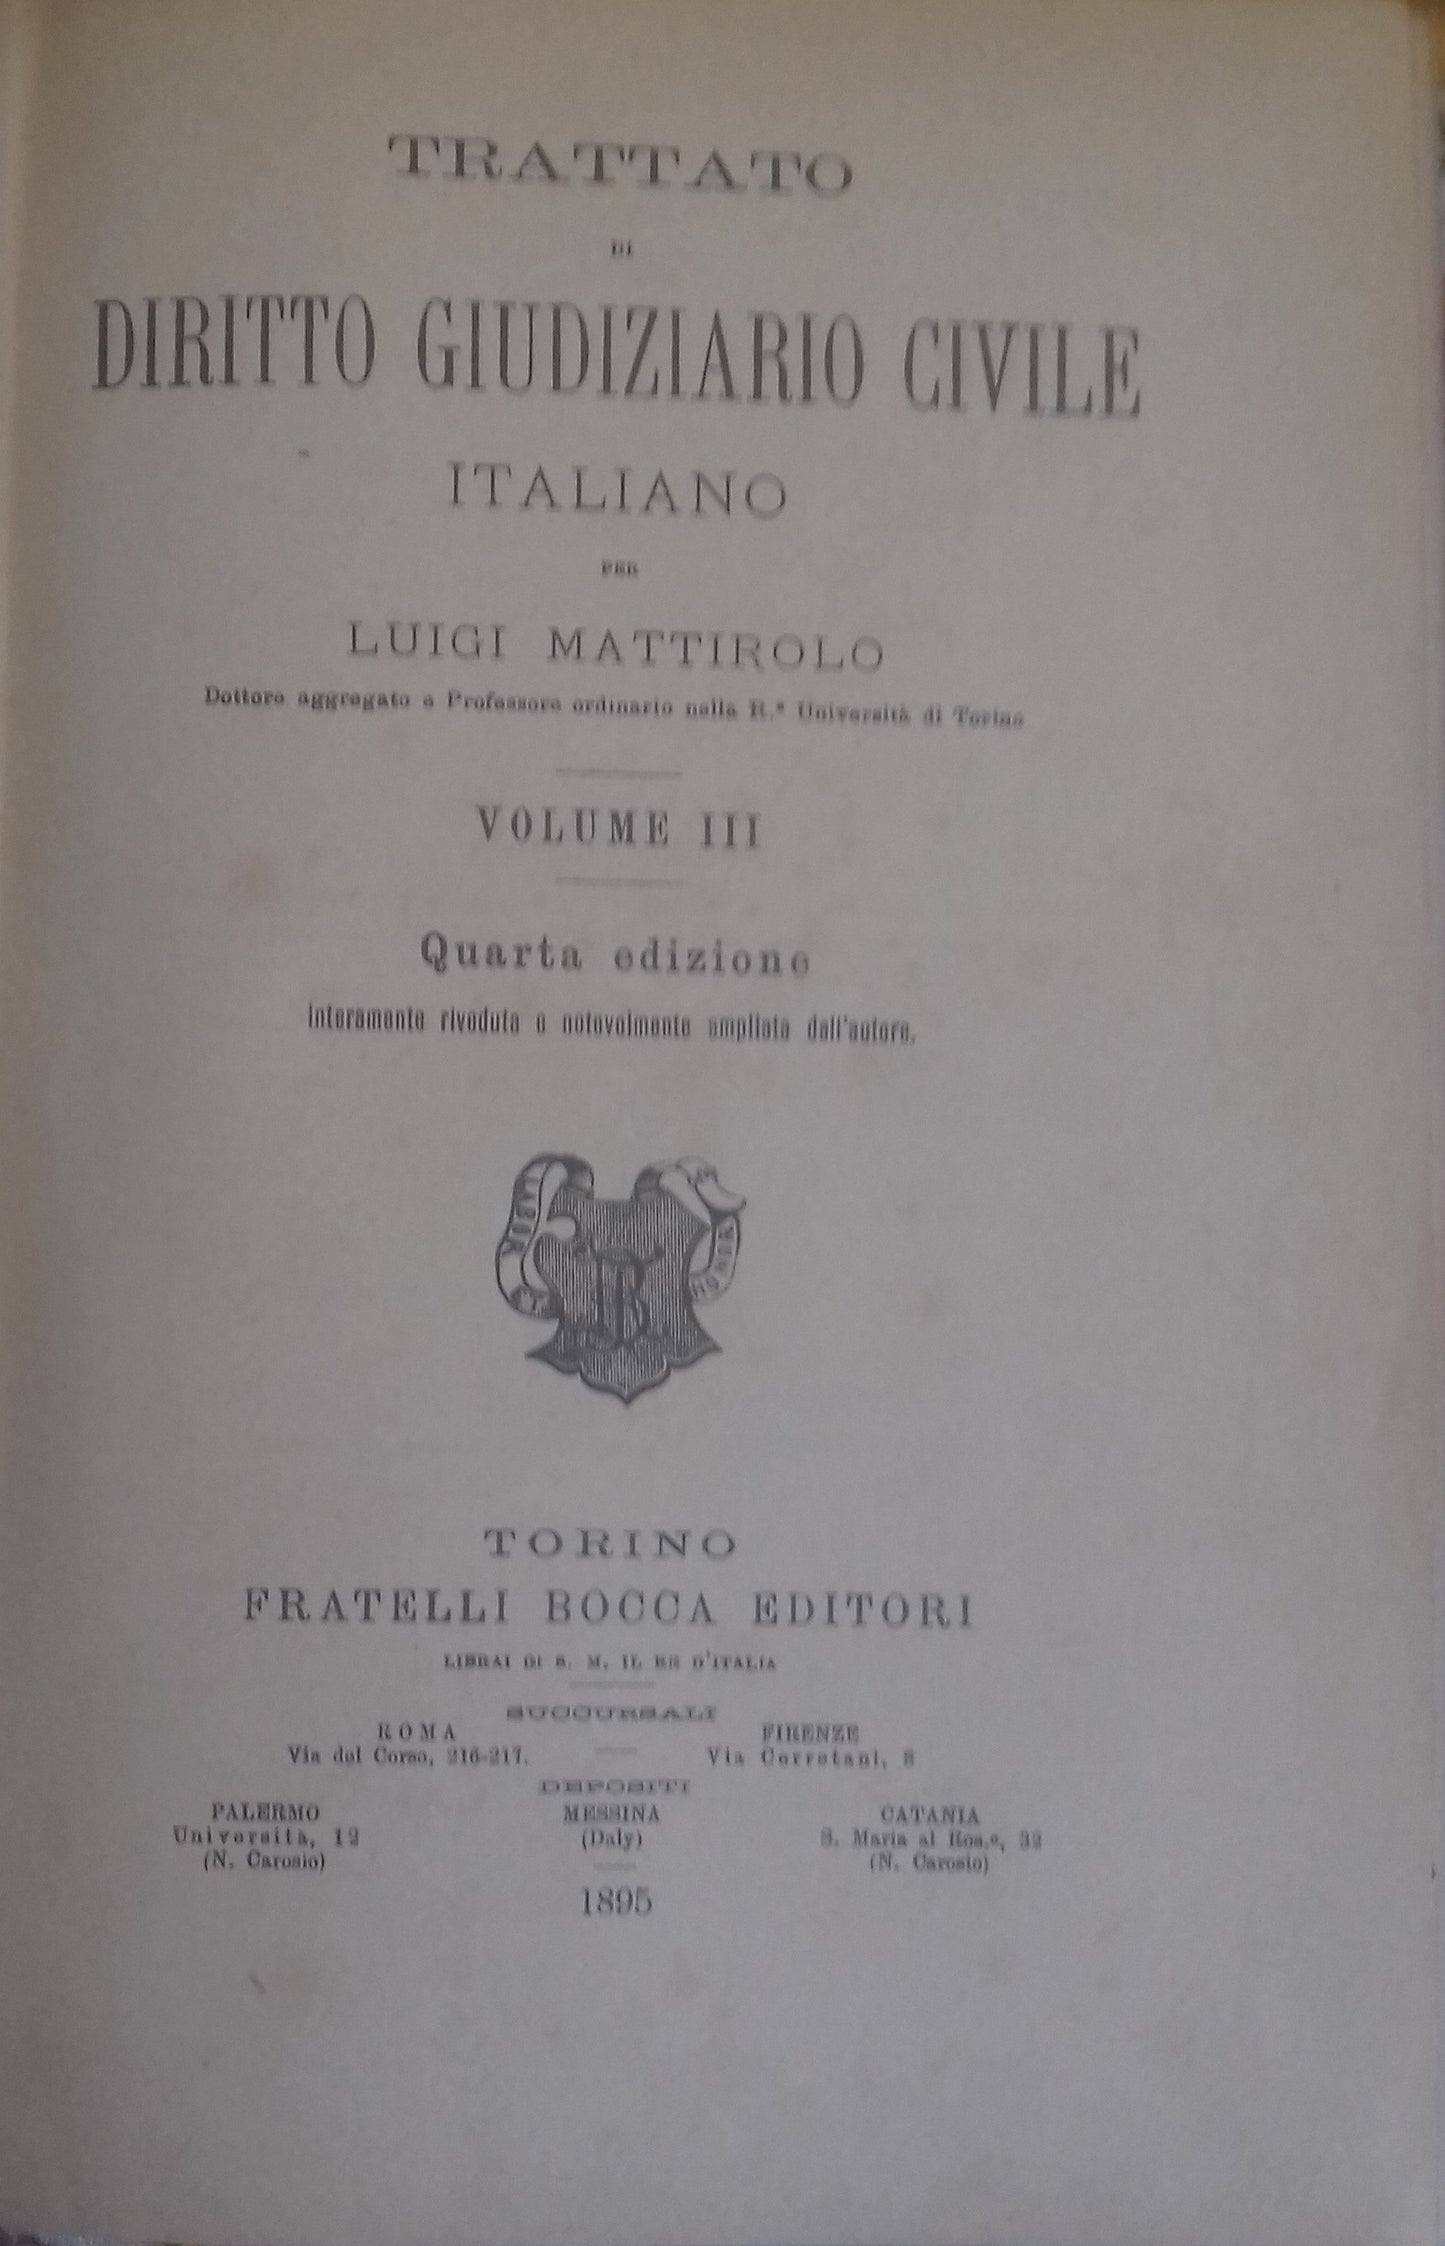 TRATTATO
DI
DIRITTO GIUDIZIARIO CIVILE
ITALIANO
PER
LUIGI MATTIROLO
Dottore aggregato e Professore ordinario nella R.ª Università di Torino
VOLUME III
Quarta edizione
interamente riveduta e notevolmente ampliata dall'autore.
LABOR
ET
HONOR
TORINO
FRATELLI BOCCA EDITORI
LIBRAI DI S. M. IL RE D'ITALIA
SUCCURSALI
ROMA FIRENZE
Via del Corso, 216-217. Via Cerretani, 8
DEPOSITI
PALERMO MESSINA CATANIA
Università, 12 (Daly) S. Maria al Ros.º, 32
(N. Carosio) (N. Carosio)
1895